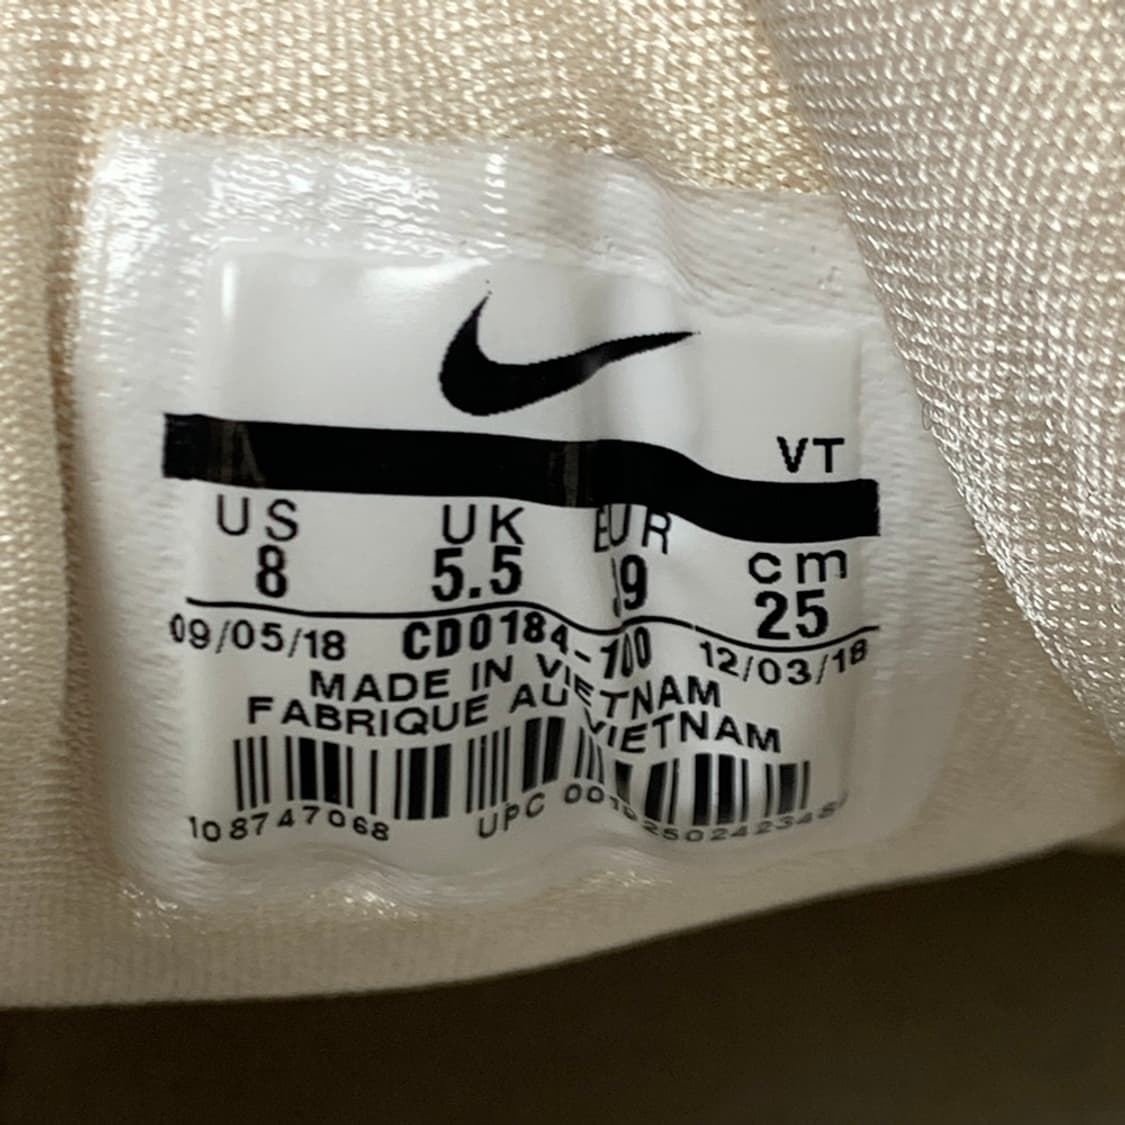 VT
US UK EUR cm
8 5.5 39 25
09/05/18 CD0184-100 12/03/18
MADE IN VIETNAM
FABRIQUE AU VIETNAM
108747068 UPC